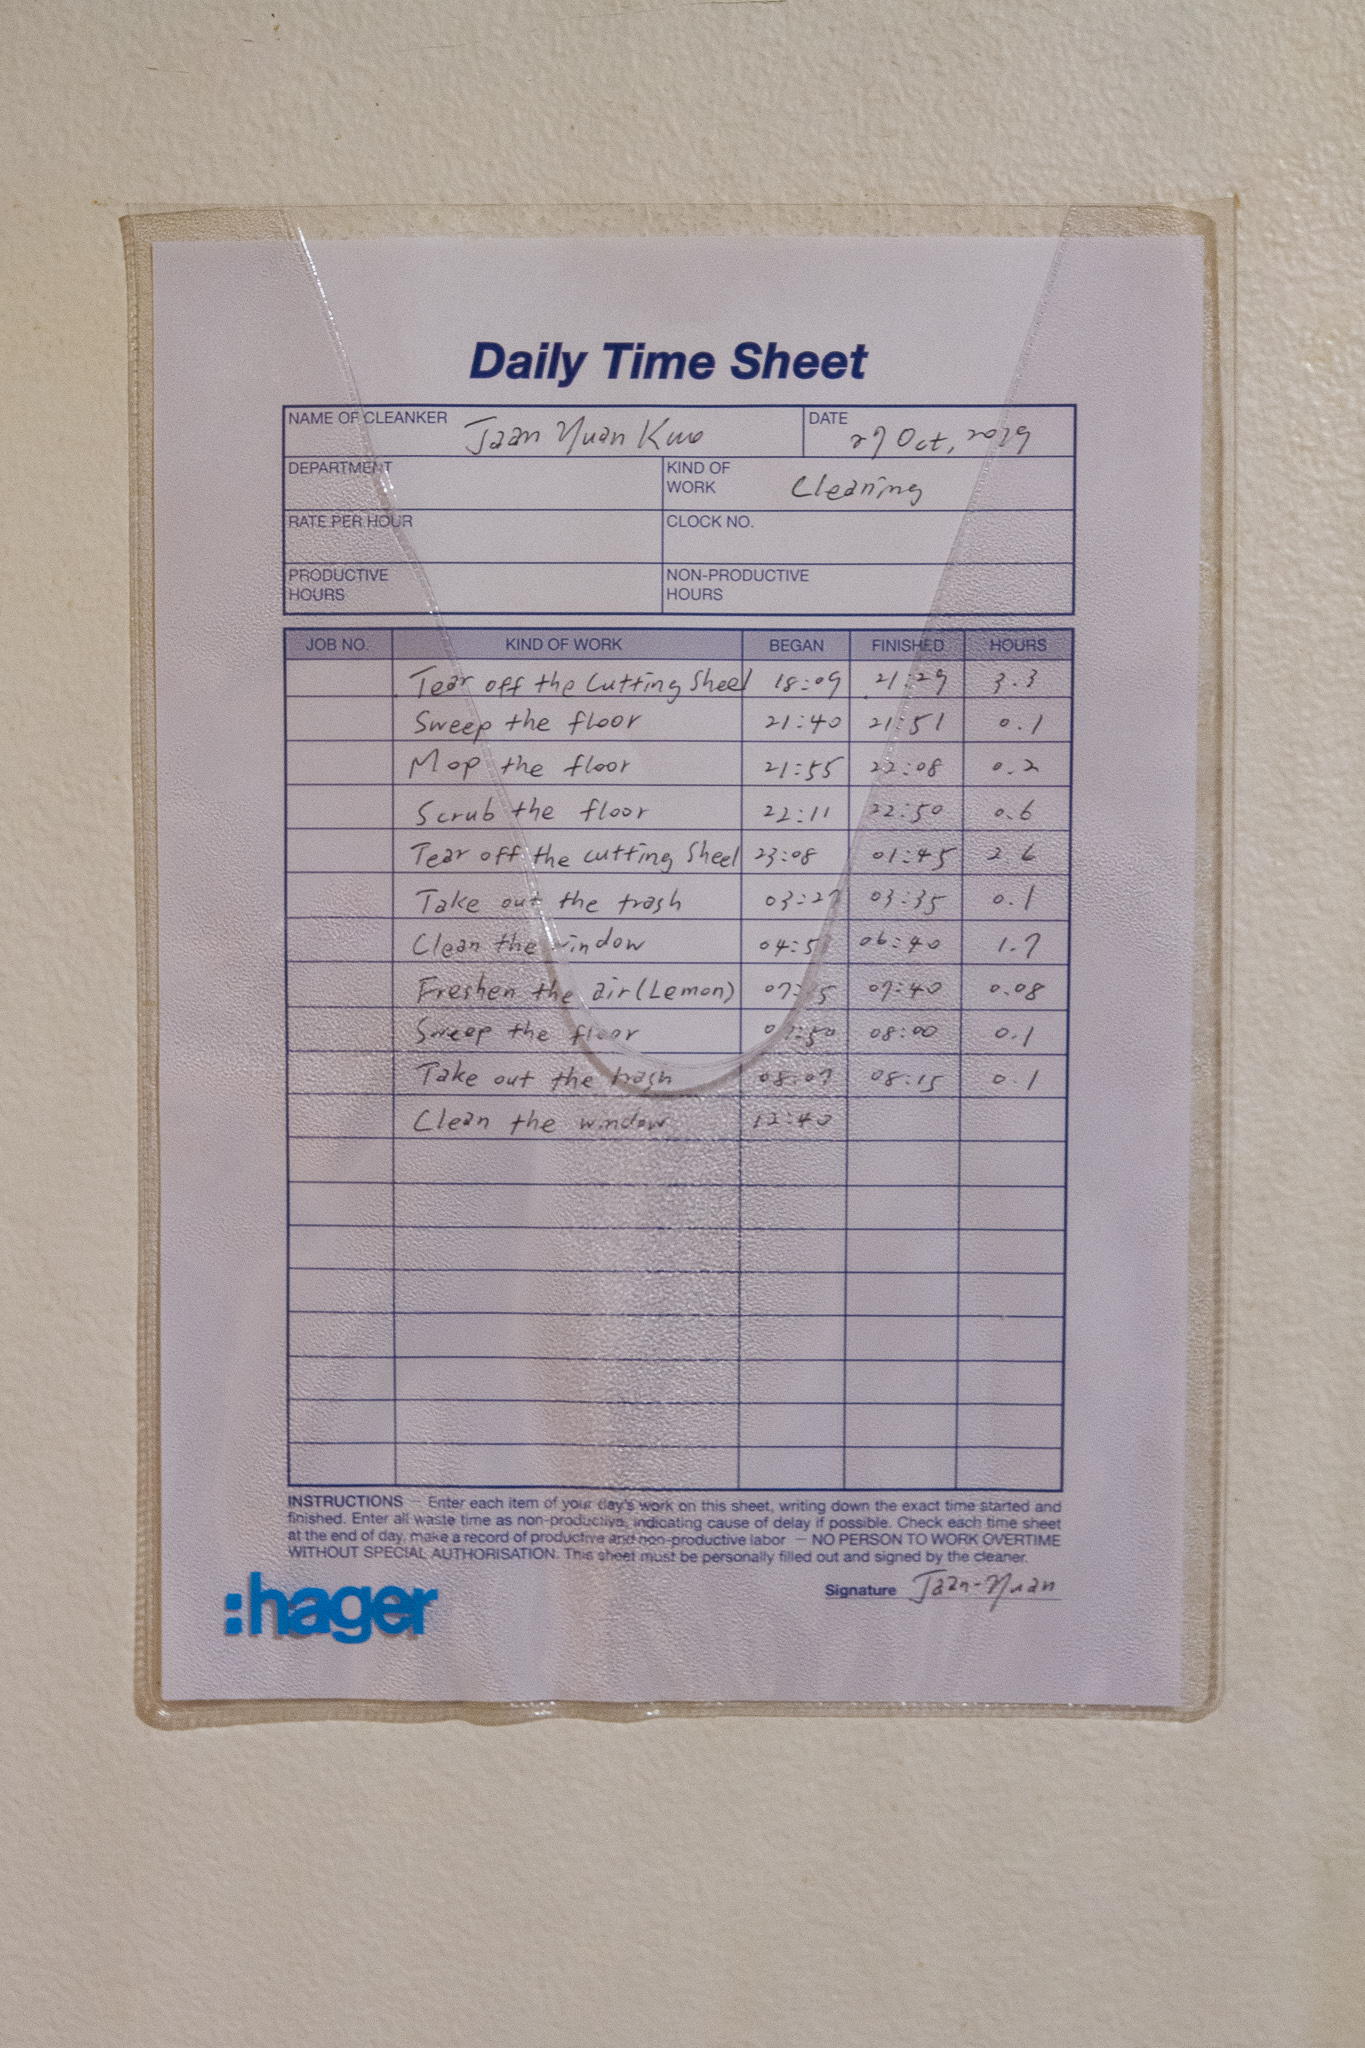 Daily Time Sheet
NAME OF CLEANKER Jaan Yuan Kuo DATE 27 Oct, 2019
DEPARTMENT KIND OF WORK Cleaning
RATE PER HOUR CLOCK NO.
PRODUCTIVE HOURS NON-PRODUCTIVE HOURS
JOB NO. KIND OF WORK BEGAN FINISHED HOURS
Tear off the cutting Sheel 18:09 21:29 3.3
Sweep the floor 21:40 21:51 0.1
Mop the floor 21:55 22:08 0.2
Scrub the floor 22:11 22:50 0.6
Tear off the cutting Sheel 23:08 01:45 2.6
Take out the trash 03:27 03:35 0.1
Clean the window 06:40 1.7
Freshen the air (Lemon) 07:40 0.08
Sweep the floor 07:50 08:00 0.1
Take out the trash 08:07 08:15 0.1
Clean the window 12:40
INSTRUCTIONS — Enter each item of your day's work on this sheet, writing down the exact time started and
finished. Enter all waste time as non-productive, indicating cause of delay if possible. Check each time sheet
at the end of day, make a record of productive and non-productive labor — NO PERSON TO WORK OVERTIME
WITHOUT SPECIAL AUTHORISATION. This sheet must be personally filled out and signed by the cleaner.
Signature Jaan-Yuan
:hager